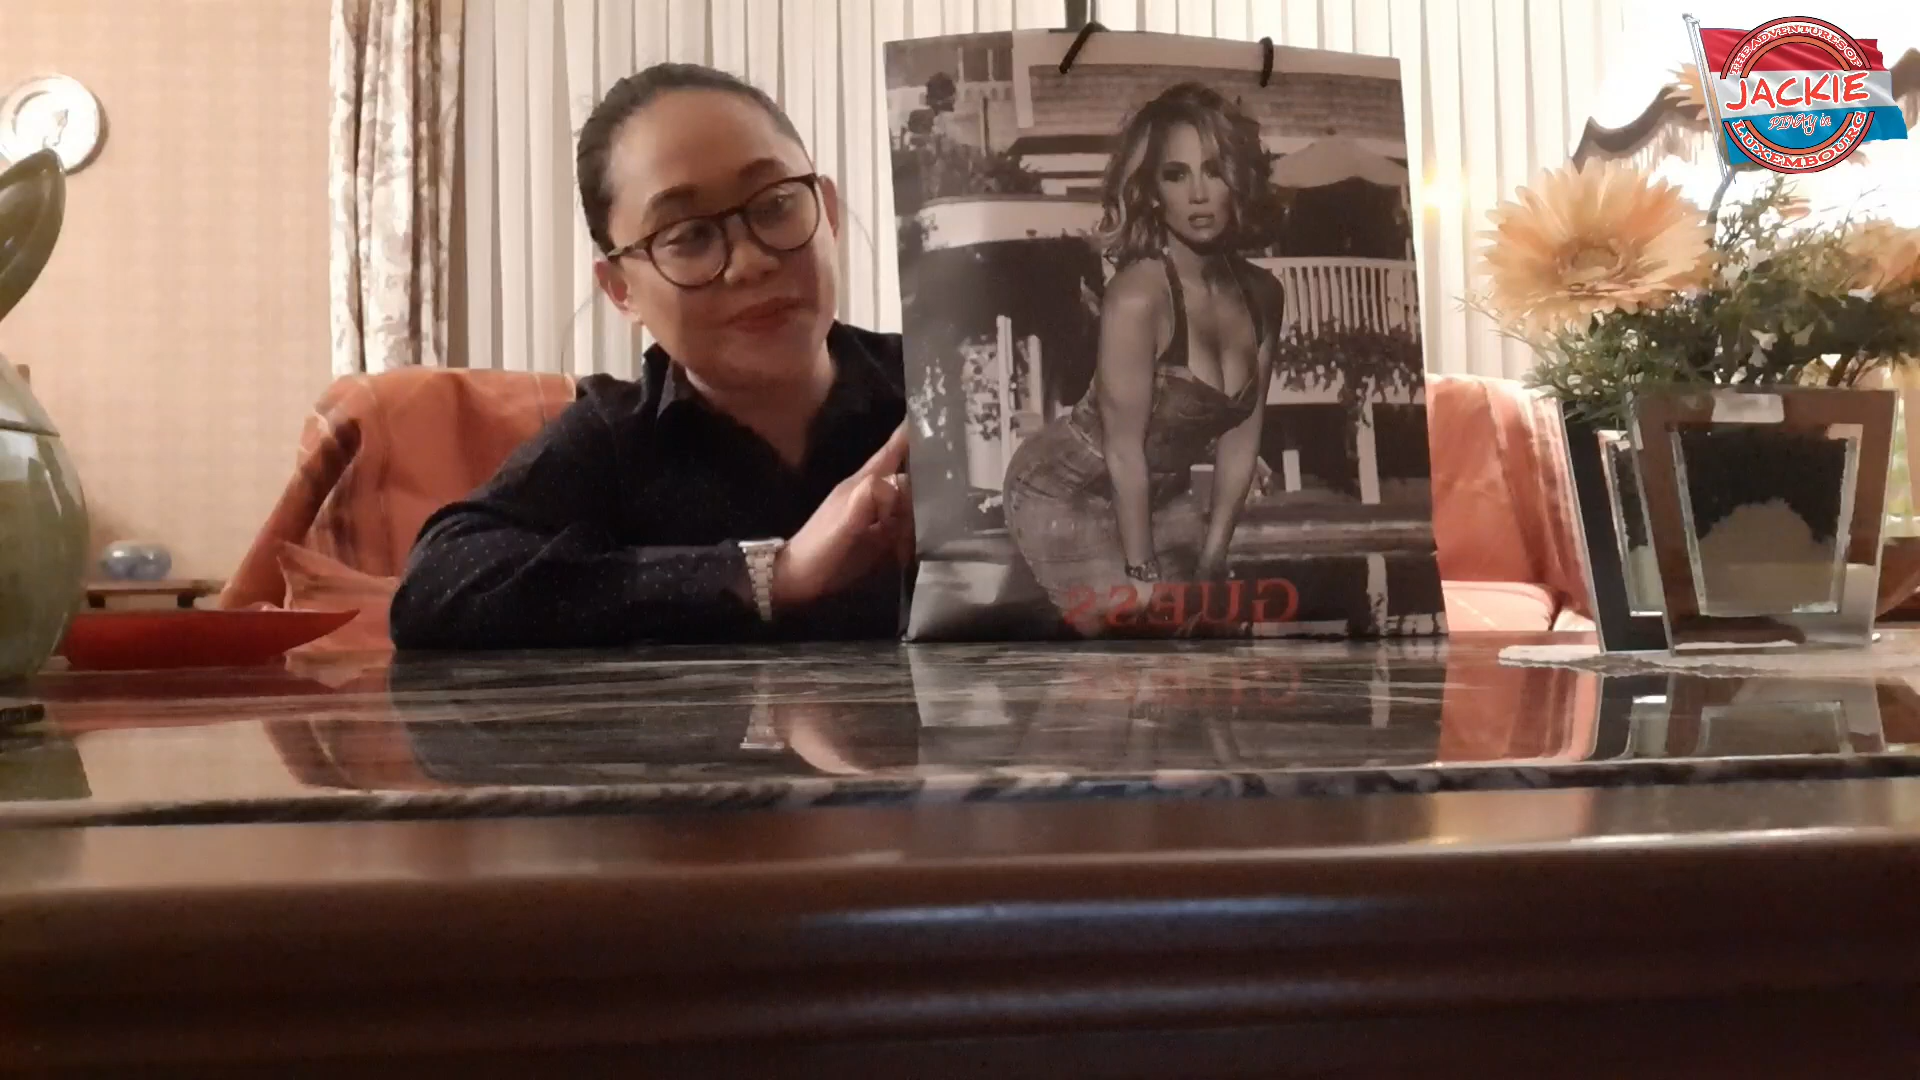 THE ADVENTURES OF
JACKIE
PINAY in
LUXEMBOURG
GUESS